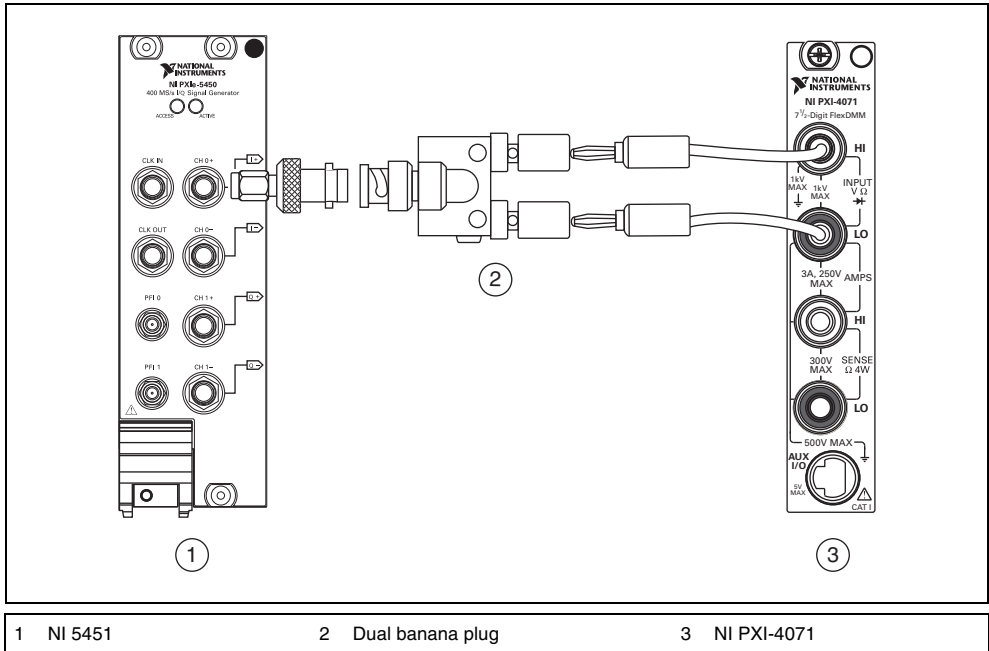 NATIONAL
INSTRUMENTS
NI PXIe-5450
400 MS/s I/Q Signal Generator
ACCESS ACTIVE
CLK IN CH 0+ I+
CLK OUT CH 0– I–
PFI 0 CH 1+ Q+
PFI 1 CH 1– Q–
1
2
NATIONAL
INSTRUMENTS
NI PXI-4071
7½-Digit FlexDMM
HI
1kV
MAX
1kV
MAX
INPUT
V Ω
LO
3A, 250V
MAX
AMPS
HI
300V
MAX
SENSE
Ω 4W
LO
500V MAX
AUX
I/O
5V
MAX
CAT I
3
1 NI 5451 2 Dual banana plug 3 NI PXI-4071